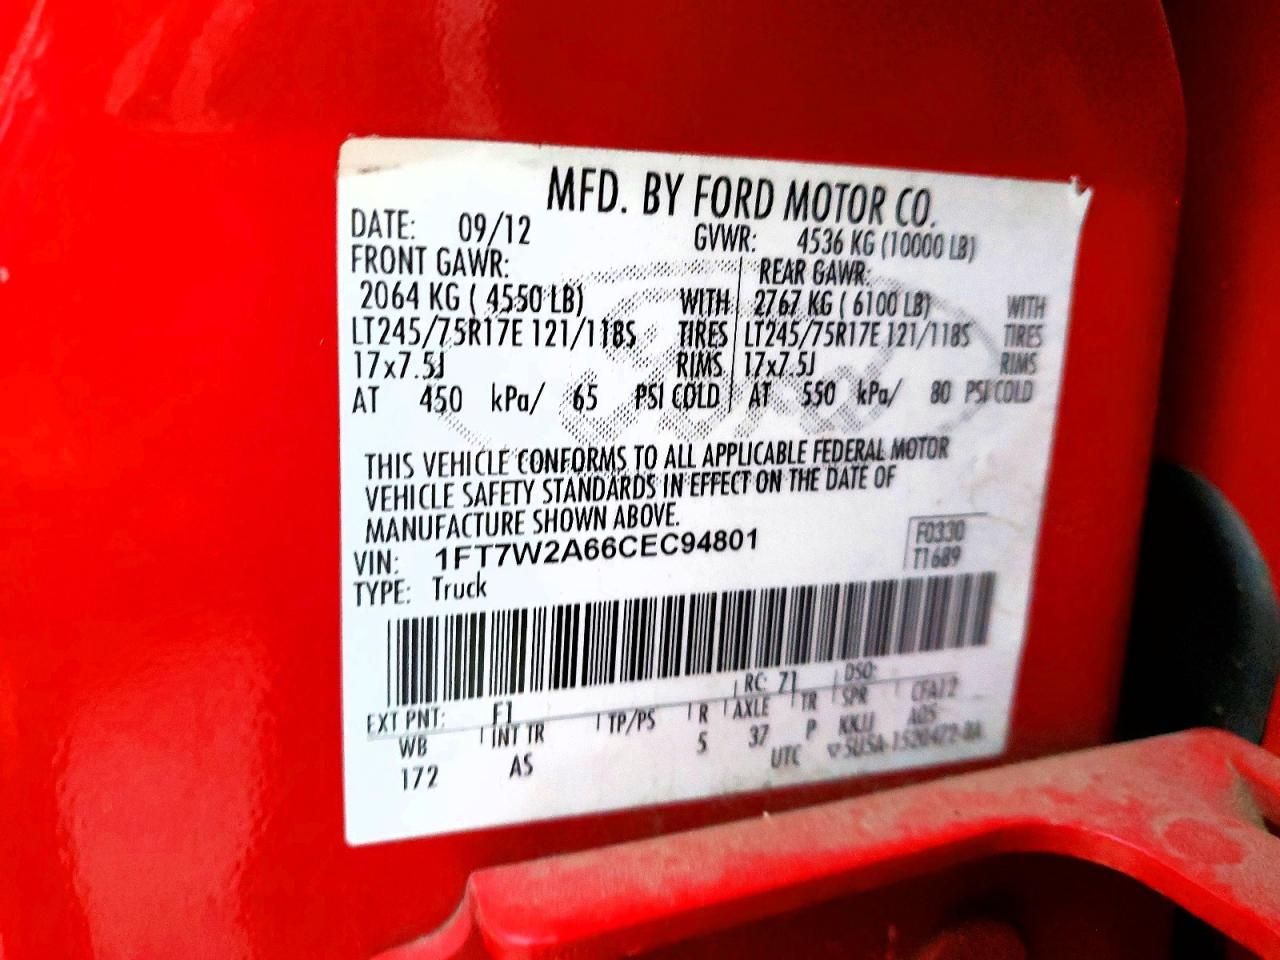 MFD. BY FORD MOTOR CO.
DATE: 09/12 GVWR: 4536 KG (10000 LB)
FRONT GAWR: REAR GAWR:
2064 KG ( 4550 LB) WITH 2767 KG ( 6100 LB) WITH
LT245/75R17E 121/118S TIRES LT245/75R17E 121/118S TIRES
17x7.5J RIMS 17x7.5J RIMS
AT 450 kPa/ 65 PSI COLD AT 550 kPa/ 80 PSI COLD
THIS VEHICLE CONFORMS TO ALL APPLICABLE FEDERAL MOTOR
VEHICLE SAFETY STANDARDS IN EFFECT ON THE DATE OF
MANUFACTURE SHOWN ABOVE.
VIN: 1FT7W2A66CEC94801 F0330
TYPE: Truck T1689
EXT PNT: F1 RC: 71 DSO:
WB INT TR TP/PS R AXLE TR SPR
172 AS 5 37 P KKJJ
UTC